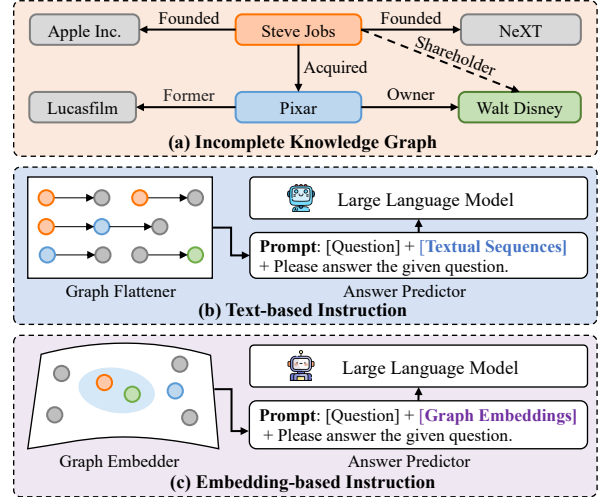 Founded
Founded
Apple Inc.
Steve Jobs
NeXT
Shareholder
Acquired
Former
Owner
Lucasfilm
Pixar
Walt Disney
(a) Incomplete Knowledge Graph
Large Language Model
Prompt: [Question] + [Textual Sequences]
+ Please answer the given question.
Graph Flattener
Answer Predictor
(b) Text-based Instruction
Large Language Model
Prompt: [Question] + [Graph Embeddings]
+ Please answer the given question.
Graph Embedder
Answer Predictor
(c) Embedding-based Instruction